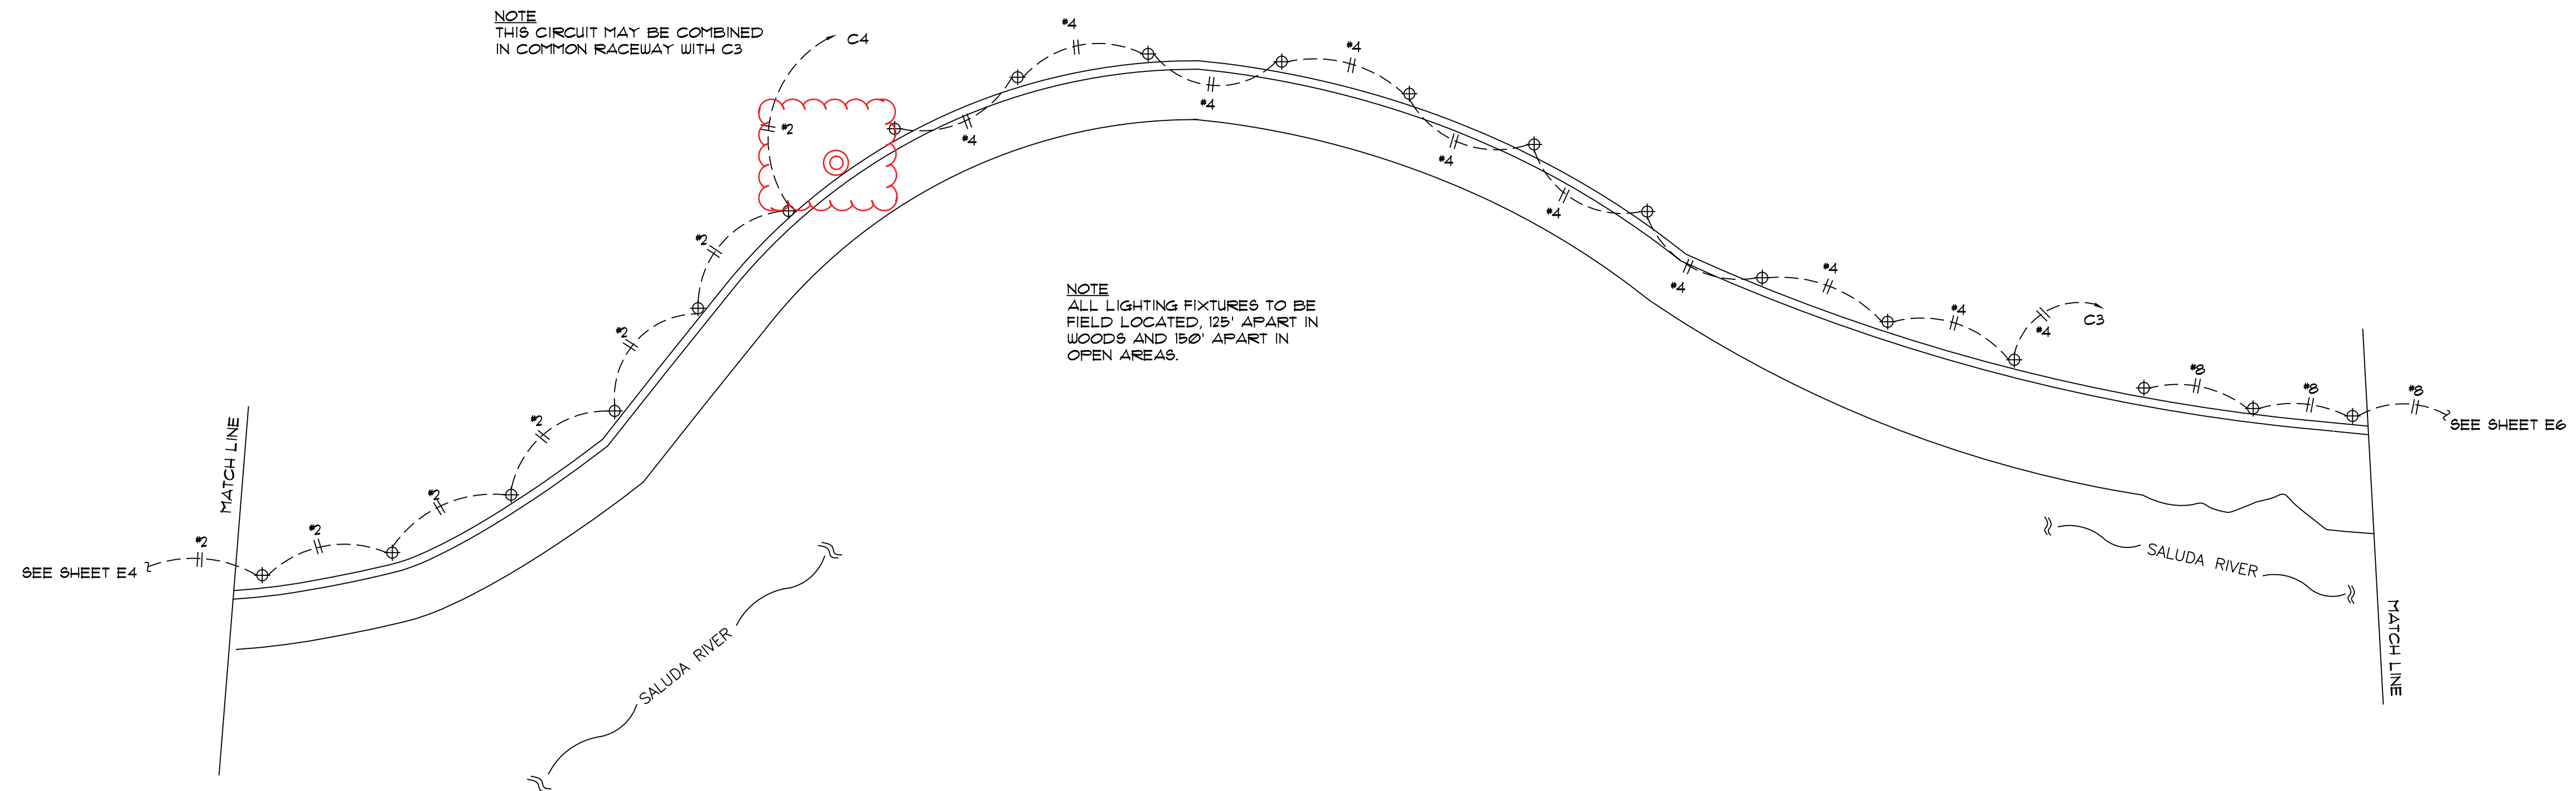 NOTE
THIS CIRCUIT MAY BE COMBINED
IN COMMON RACEWAY WITH C3
C4
#4
#4
#4
#4
#4
#2
#4
#2
#4
#4
NOTE
ALL LIGHTING FIXTURES TO BE
FIELD LOCATED, 125' APART IN
WOODS AND 150' APART IN
OPEN AREAS.
#4
#4
#4
C3
#4
#2
#8
#8
#8
SEE SHEET E6
#2
MATCH LINE
#2
#2
#2
SEE SHEET E4
SALUDA RIVER
SALUDA RIVER
MATCH LINE